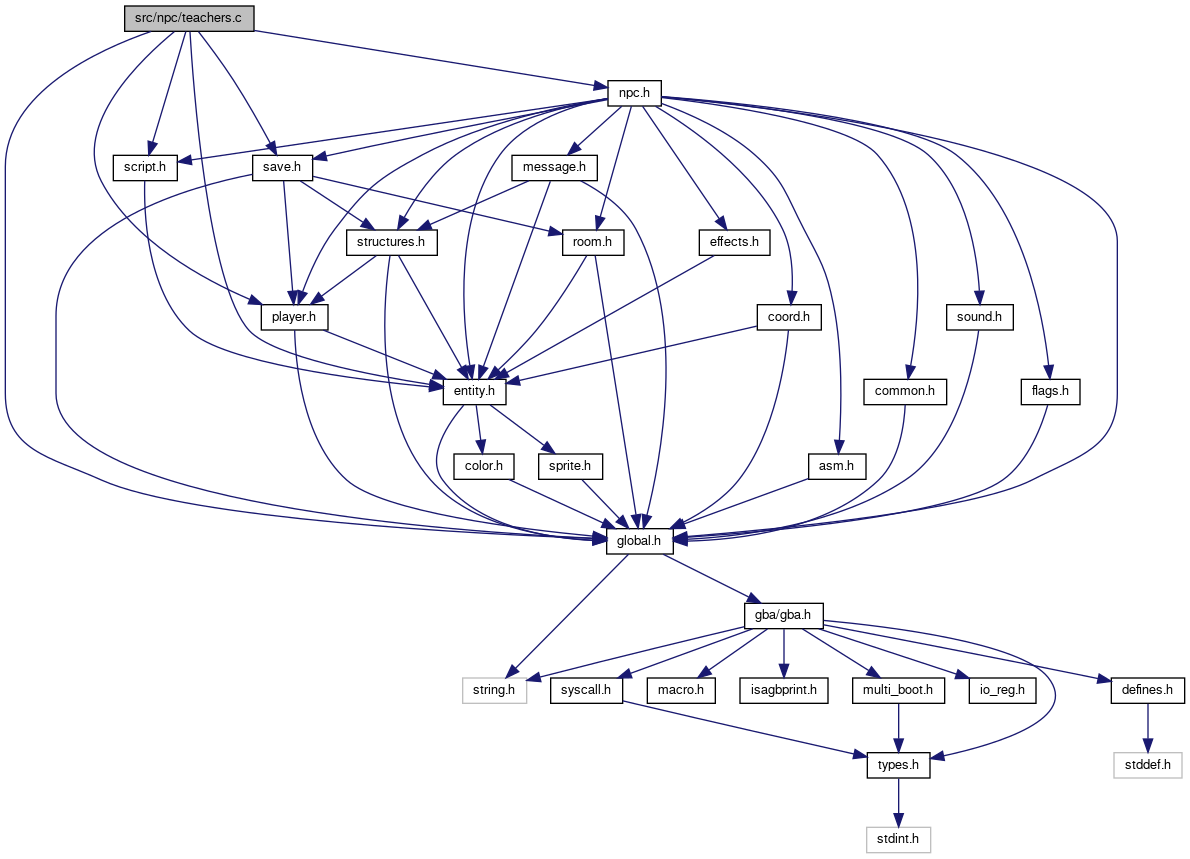 src/npc/teachers.c
npc.h
script.h
save.h
message.h
structures.h
room.h
effects.h
player.h
coord.h
sound.h
entity.h
common.h
flags.h
color.h
sprite.h
asm.h
global.h
gba/gba.h
string.h
syscall.h
macro.h
isagbprint.h
multi_boot.h
io_reg.h
defines.h
types.h
stddef.h
stdint.h